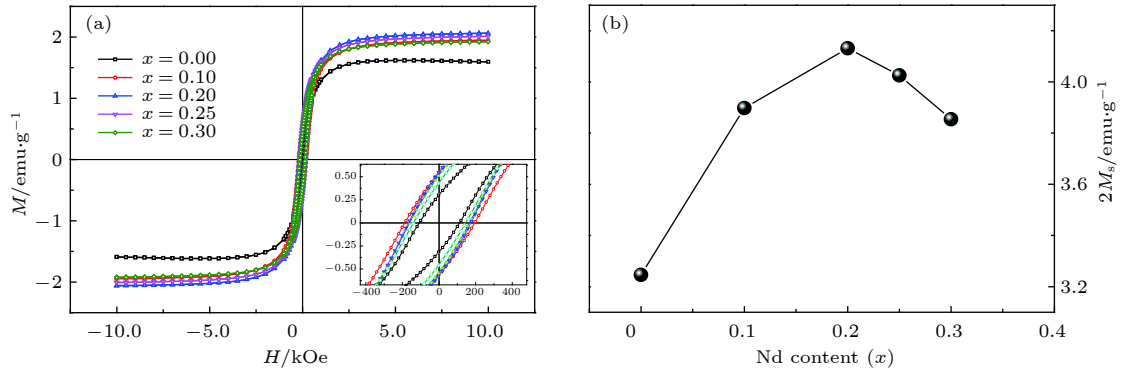 (a)
x = 0.00
x = 0.10
x = 0.20
x = 0.25
x = 0.30
2
1
0
−1
−2
M/emu·g⁻¹
−10.0 −5.0 0 5.0 10.0
H/kOe
0.50
0.25
0
−0.25
−0.50
−400 −200 0 200 400
(b)
4.0
3.6
3.2
2Mₛ/emu·g⁻¹
0 0.1 0.2 0.3 0.4
Nd content (x)